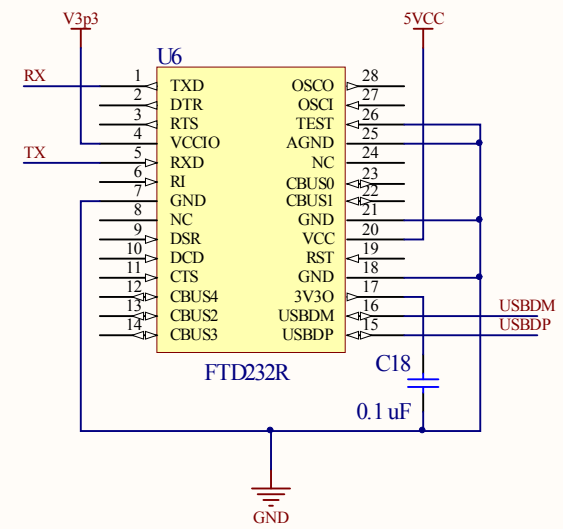 V3p3
5VCC
U6
RX
1 TXD OSCO 28
2 DTR OSCI 27
3 RTS TEST 26
4 VCCIO AGND 25
TX
5 RXD NC 24
6 RI CBUS0 23
7 GND CBUS1 22
8 NC GND 21
9 DSR VCC 20
10 DCD RST 19
11 CTS GND 18
12 CBUS4 3V3O 17
13 CBUS2 USBDM 16 USBDM
14 CBUS3 USBDP 15 USBDP
FTD232R
C18
0.1 uF
GND